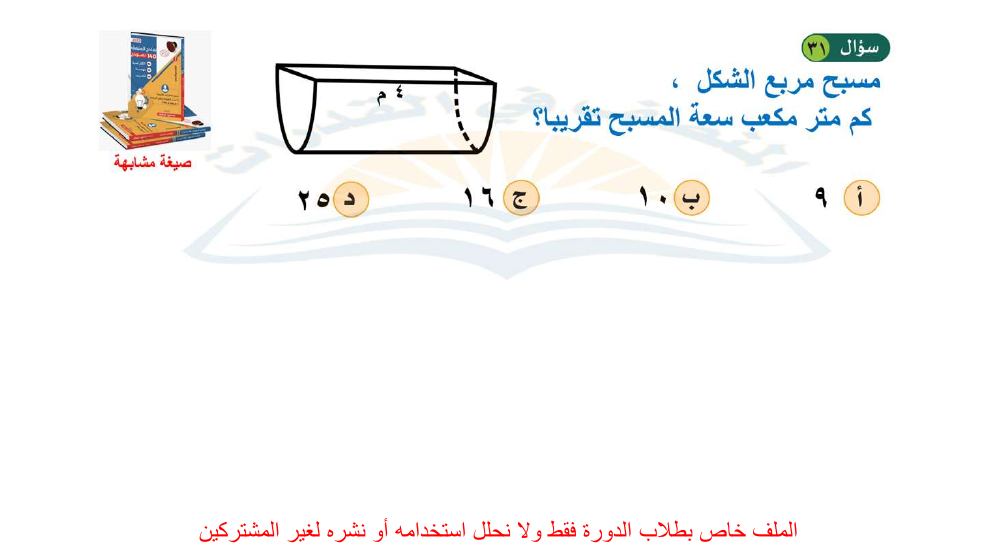 سؤال ٣١
مسبح مربع الشكل ،
كم متر مكعب سعة المسبح تقريبا؟
٤ م
صيغة مشابهة
أ ٩
ب ١٠
ج ١٦
د ٢٥
الملف خاص بطلاب الدورة فقط ولا نحلل استخدامه أو نشره لغير المشتركين